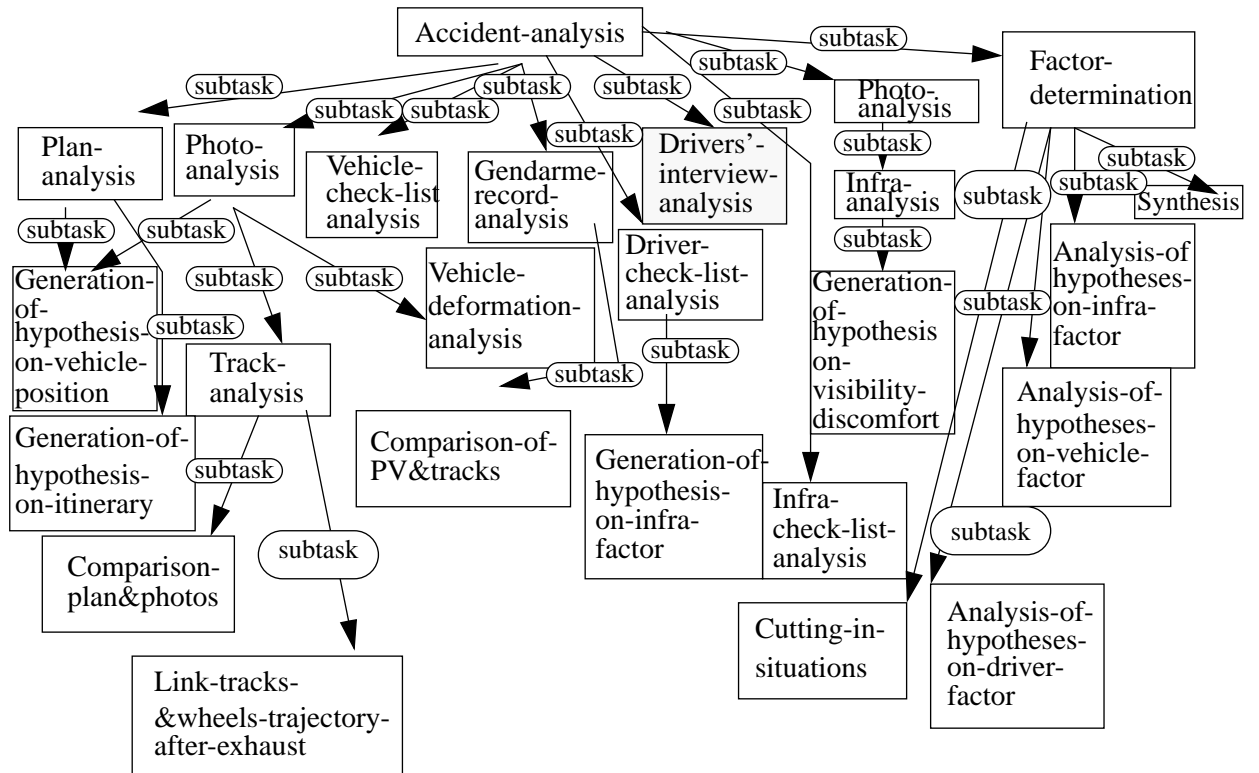 Accident-analysis
subtask
Factor-
determination
subtask
subtask
Photo-
analysis
subtask
subtask
subtask
subtask
subtask
subtask
Plan-
analysis
Photo-
analysis
Vehicle-
check-list
analysis
Gendarme-
record-
analysis
Drivers’-
interview-
analysis
subtask
Infra-
analysis
subtask
subtask
subtask
Synthesis
subtask
subtask
subtask
Driver-
check-list-
analysis
subtask
Analysis-of
hypotheses-
on-infra-
factor
Generation-
of-
hypothesis-
on-vehicle-
position
subtask
subtask
Vehicle-
deformation-
analysis
Generation-
of-
hypothesis
on-
visibility-
discomfort
subtask
subtask
Track-
analysis
subtask
subtask
Analysis-of-
hypotheses-
on-vehicle-
factor
Generation-of-
hypothesis-
on-itinerary
subtask
Comparison-of-
PV&tracks
Generation-of-
hypothesis-
on-infra-
factor
Infra-
check-list-
analysis
subtask
subtask
Comparison-
plan&photos
Cutting-in-
situations
Analysis-of-
hypotheses-
on-driver-
factor
Link-tracks-
&wheels-trajectory-
after-exhaust